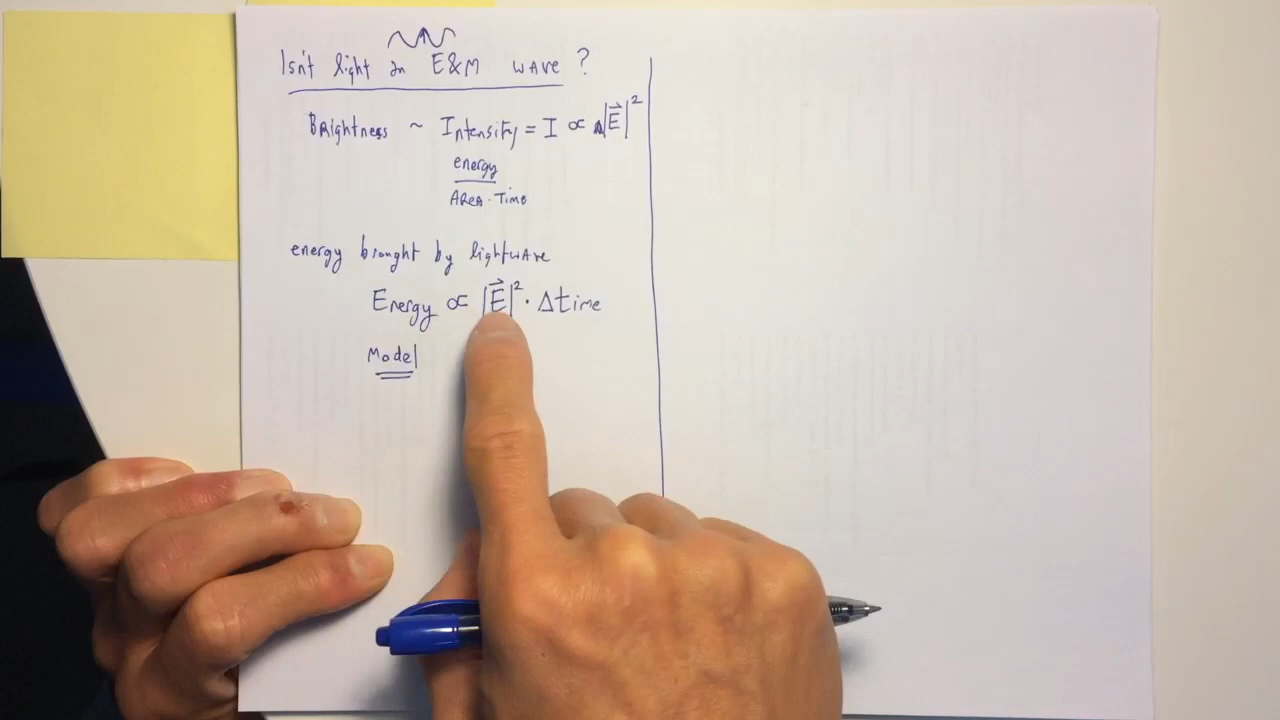 Isn't light an E&M wave?
Brightness ~ Intensity = I ∝ |E⃗|²
energy
Area·Time
energy brought by lightwave
Energy ∝ |E⃗|² · Δtime
Model